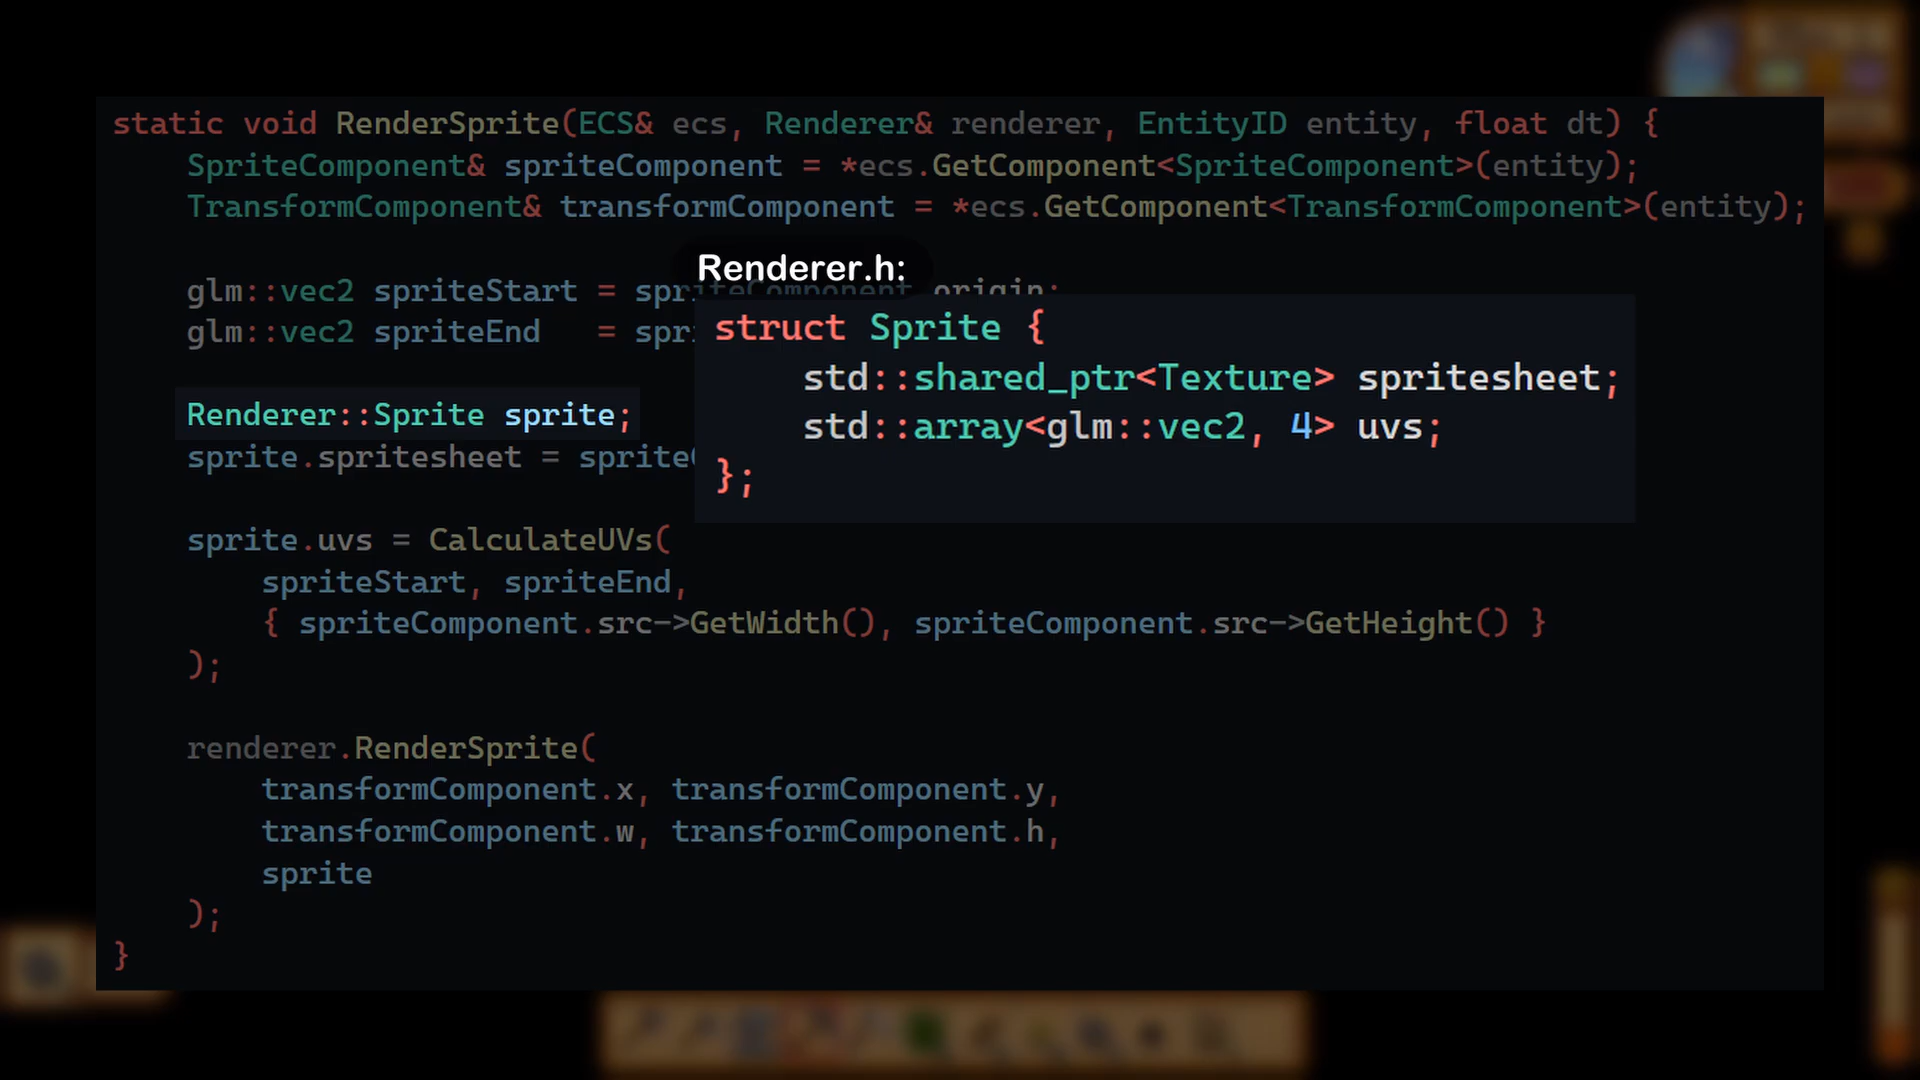 static void RenderSprite(ECS& ecs, Renderer& renderer, EntityID entity, float dt) {
SpriteComponent& spriteComponent = *ecs.GetComponent<SpriteComponent>(entity);
TransformComponent& transformComponent = *ecs.GetComponent<TransformComponent>(entity);
glm::vec2 spriteStart = spriteComponent.origin;
glm::vec2 spriteEnd   = spr
Renderer.h:
struct Sprite {
std::shared_ptr<Texture> spritesheet;
std::array<glm::vec2, 4> uvs;
};
Renderer::Sprite sprite;
sprite.spritesheet = sprite
sprite.uvs = CalculateUVs(
spriteStart, spriteEnd,
{ spriteComponent.src->GetWidth(), spriteComponent.src->GetHeight() }
);
renderer.RenderSprite(
transformComponent.x, transformComponent.y,
transformComponent.w, transformComponent.h,
sprite
);
}